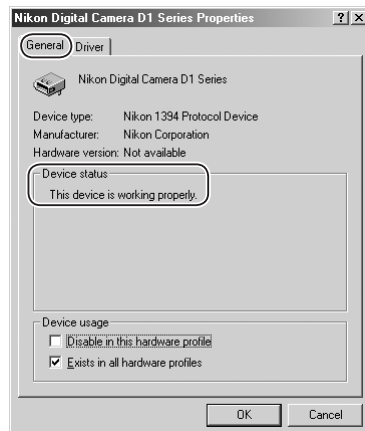 Nikon Digital Camera D1 Series Properties
General Driver
Nikon Digital Camera D1 Series
Device type: Nikon 1394 Protocol Device
Manufacturer: Nikon Corporation
Hardware version: Not available
Device status
This device is working properly.
Device usage
Disable in this hardware profile
Exists in all hardware profiles
OK Cancel